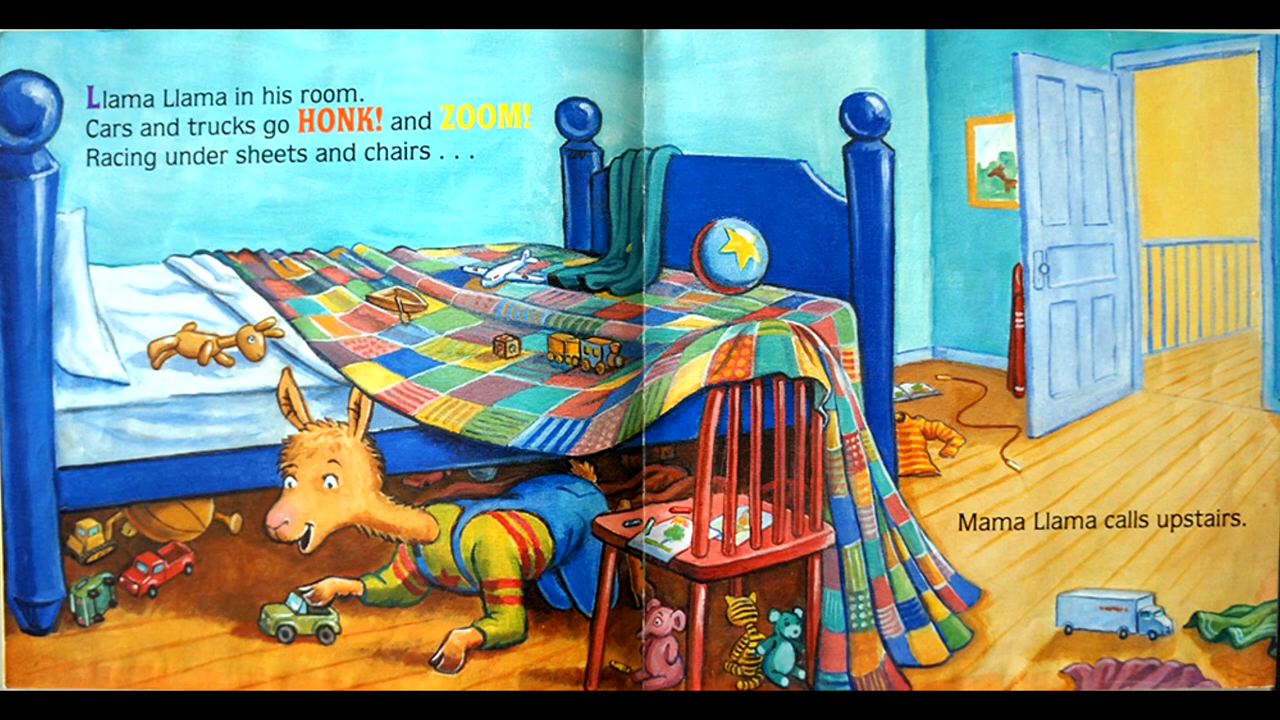 Llama Llama in his room.
Cars and trucks go HONK! and ZOOM!
Racing under sheets and chairs . . .
Mama Llama calls upstairs.